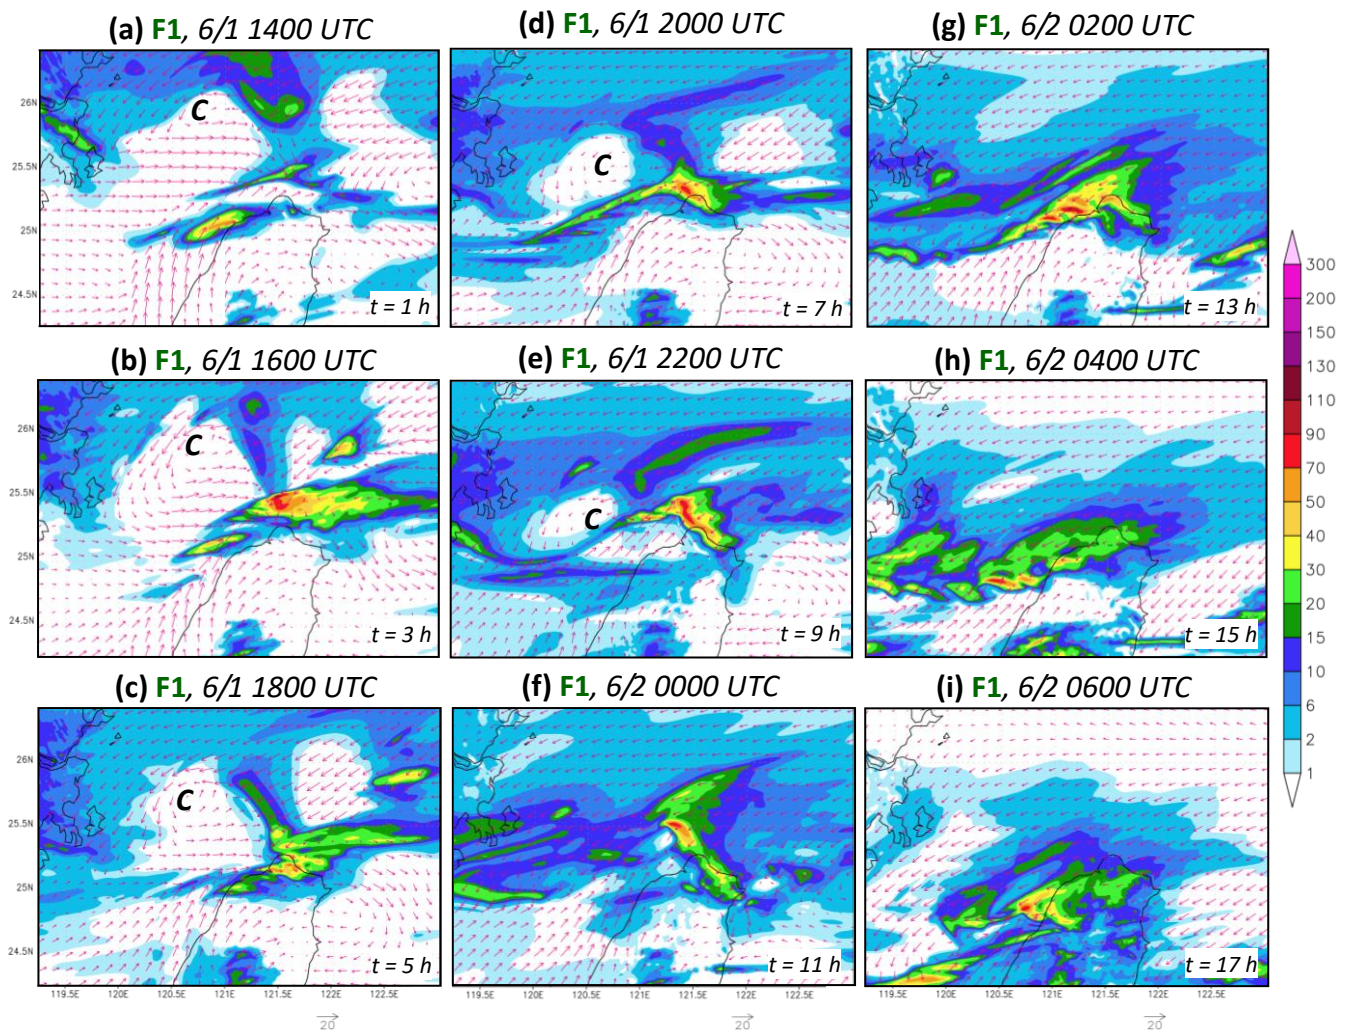 (a) F1, 6/1 1400 UTC
(d) F1, 6/1 2000 UTC
(g) F1, 6/2 0200 UTC
26N
25.5N
25N
24.5N
C
t = 1 h
C
t = 7 h
t = 13 h
(b) F1, 6/1 1600 UTC
(e) F1, 6/1 2200 UTC
(h) F1, 6/2 0400 UTC
26N
25.5N
25N
24.5N
C
t = 3 h
C
t = 9 h
t = 15 h
(c) F1, 6/1 1800 UTC
(f) F1, 6/2 0000 UTC
(i) F1, 6/2 0600 UTC
26N
25.5N
25N
24.5N
C
t = 5 h
t = 11 h
t = 17 h
119.5E 120E 120.5E 121E 121.5E 122E 122.5E
119.5E 120E 120.5E 121E 121.5E 122E 122.5E
119.5E 120E 120.5E 121E 121.5E 122E 122.5E
20
20
20
300
200
150
130
110
90
70
50
40
30
20
15
10
6
2
1